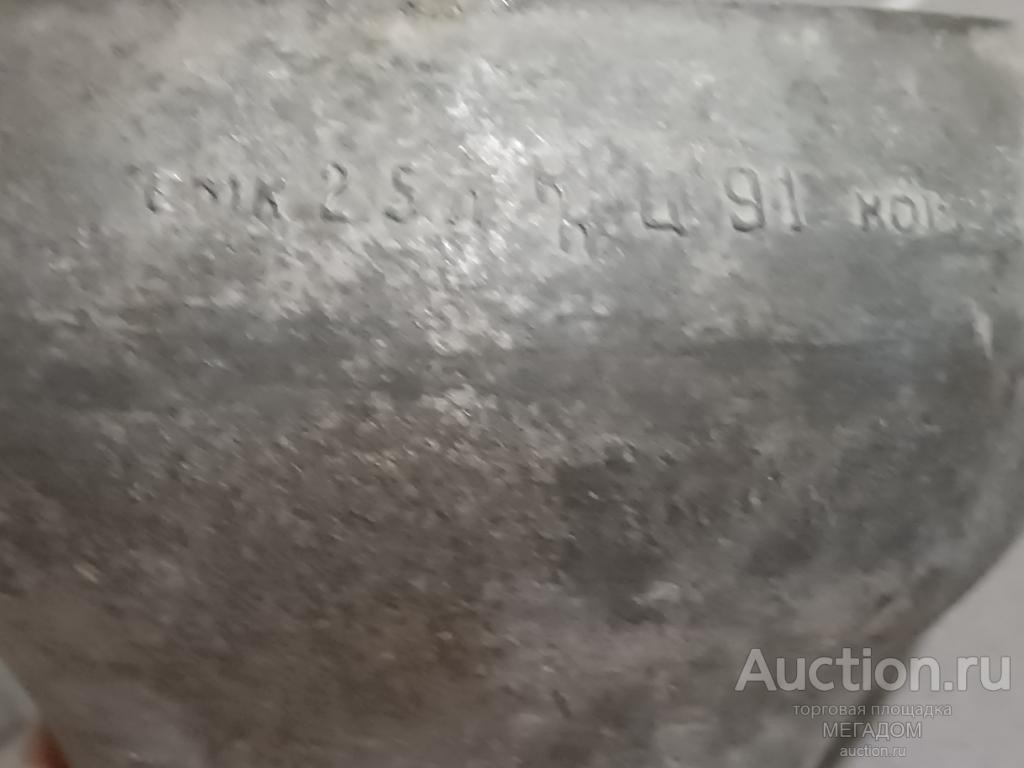 25 л Ц 91 коп
Auction.ru
торговая площадка
МЕГАДОМ
auction.ru